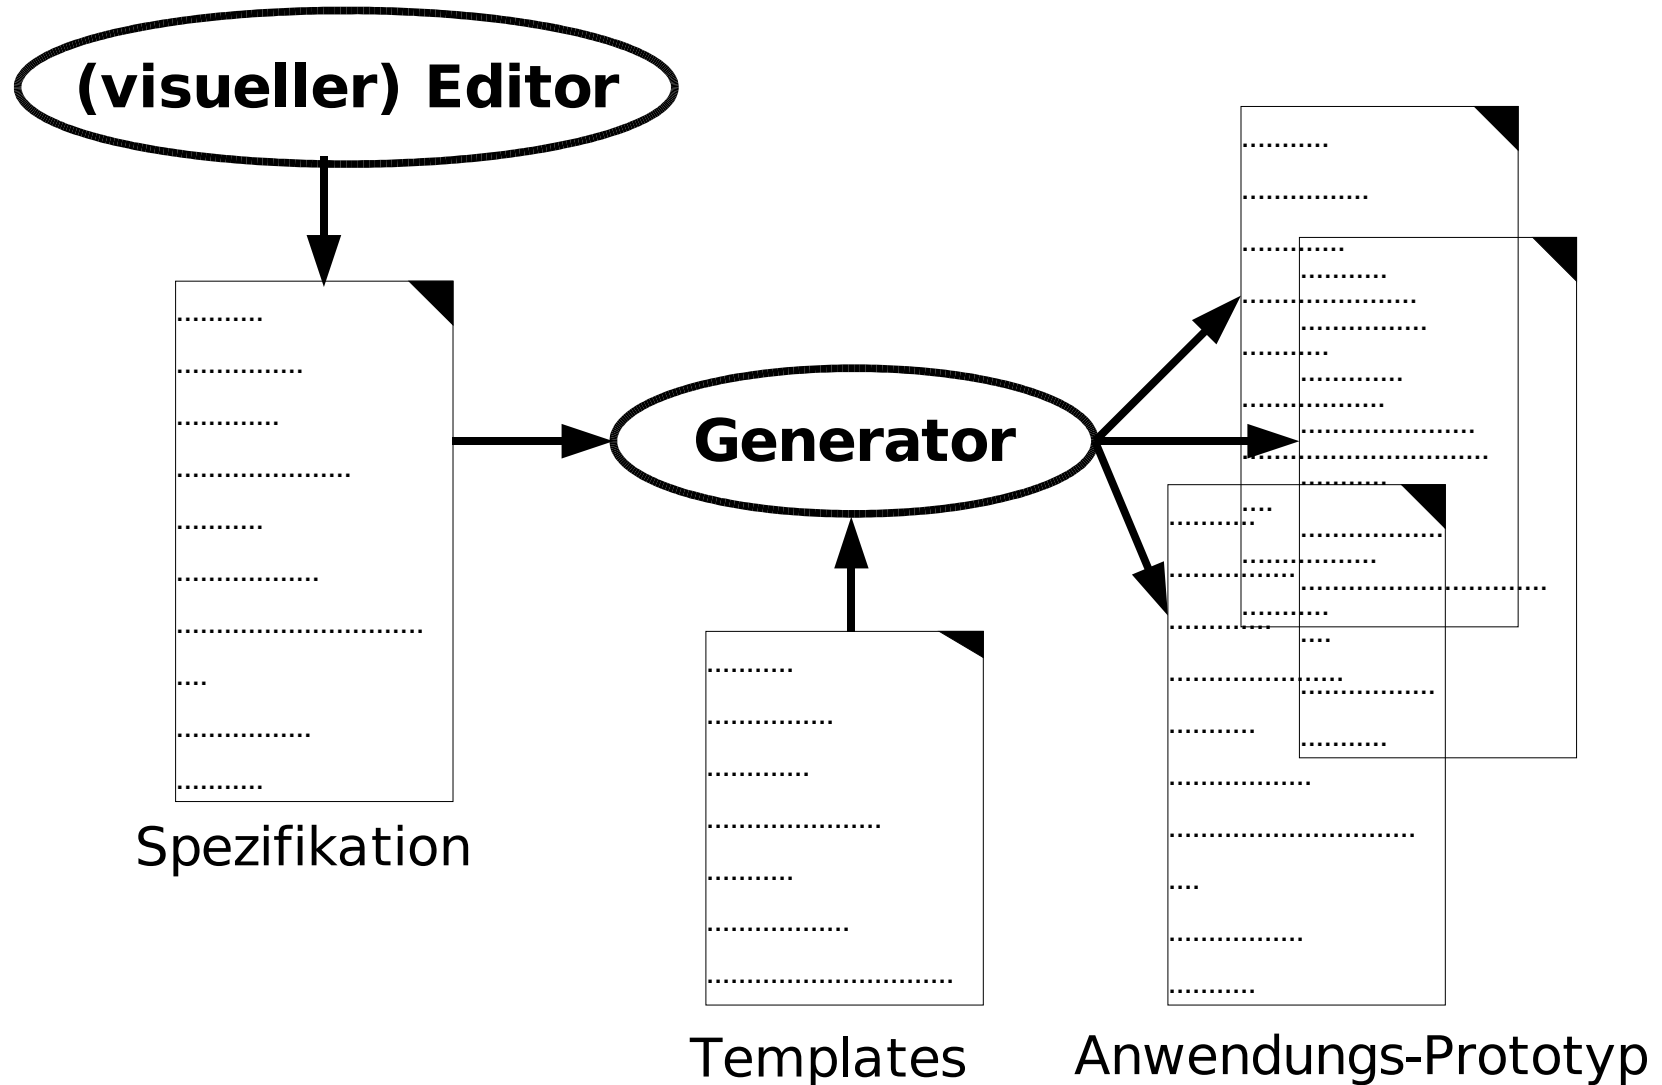 (visueller) Editor
Spezifikation
Generator
Templates
Anwendungs-Prototyp